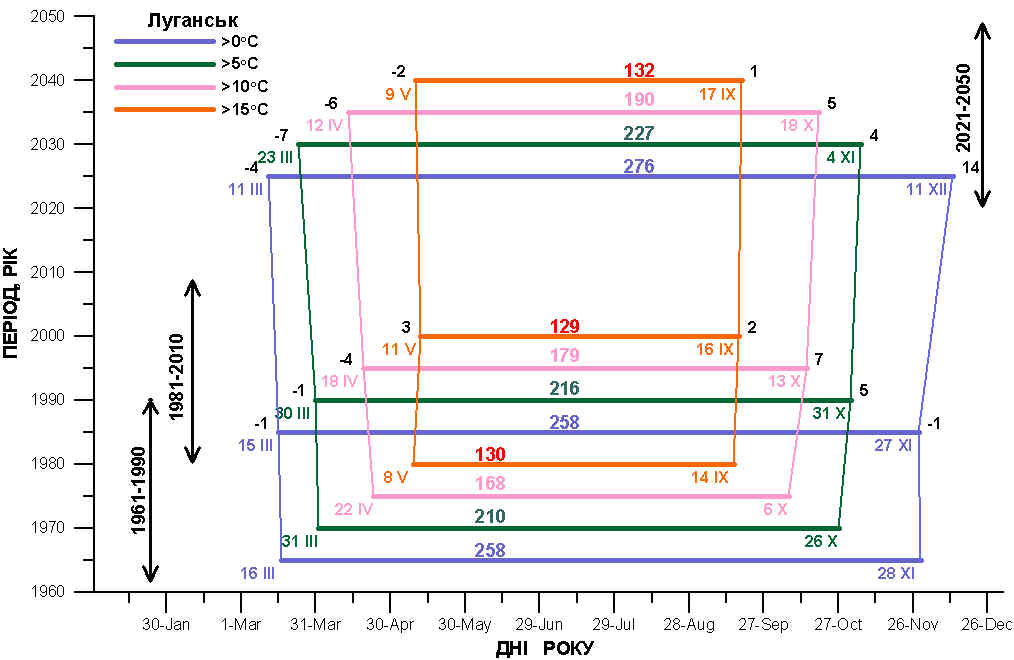 2050
Луганськ
>0°C
>5°C
>10°C
>15°C
2021-2050
2040
-2
132
1
9 V
17 IX
-6
190
5
12 IV
18 X
2030
-7
227
4
23 III
4 XI
-4
276
14
11 III
11 XII
2020
2010
ПЕРІОД, РІК
1981-2010
2000
3
129
2
11 V
16 IX
-4
179
7
18 IV
13 X
1990
-1
216
5
30 III
31 X
-1
258
-1
15 III
27 XI
1961-1990
1980
130
8 V
14 IX
168
22 IV
6 X
1970
210
31 III
26 X
258
16 III
28 XI
1960
30-Jan 1-Mar 31-Mar 30-Apr 30-May 29-Jun 29-Jul 28-Aug 27-Sep 27-Oct 26-Nov 26-Dec
ДНІ РОКУ